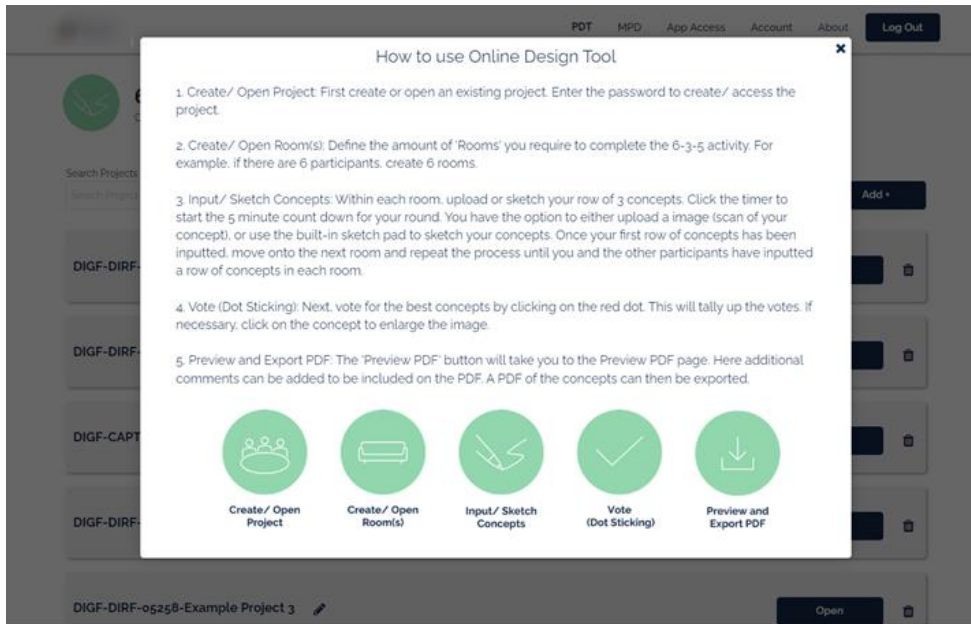 PDT MPD App Access Account About Log Out
How to use Online Design Tool
1. Create/ Open Project: First create or open an existing project. Enter the password to create/ access the
project.
2. Create/ Open Room(s): Define the amount of 'Rooms' you require to complete the 6-3-5 activity. For
example, if there are 6 participants, create 6 rooms.
3. Input/ Sketch Concepts: Within each room, upload or sketch your row of 3 concepts. Click the timer to
start the 5 minute count down for your round. You have the option to either upload a image (scan of your
concept), or use the built-in sketch pad to sketch your concepts. Once your first row of concepts has been
inputted, move onto the next room and repeat the process until you and the other participants have inputted
a row of concepts in each room.
4. Vote (Dot Sticking): Next, vote for the best concepts by clicking on the red dot. This will tally up the votes. If
necessary, click on the concept to enlarge the image.
5. Preview and Export PDF: The 'Preview PDF' button will take you to the Preview PDF page. Here additional
comments can be added to be included on the PDF. A PDF of the concepts can then be exported.
Create/ Open
Project
Create/ Open
Room(s)
Input/ Sketch
Concepts
Vote
(Dot Sticking)
Preview and
Export PDF
Search Projects
Search Project
Add +
DIGF-DIRF-
DIGF-DIRF-
DIGF-CAPT
DIGF-DIRF-
DIGF-DIRF-05258-Example Project 3
Open